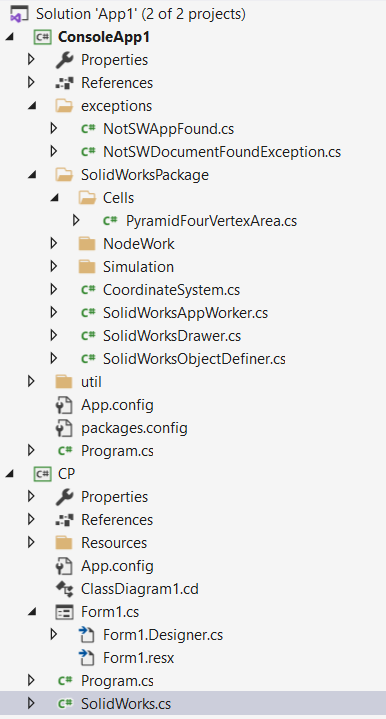 Solution 'App1' (2 of 2 projects)
C# ConsoleApp1
Properties
References
exceptions
C# NotSWAppFound.cs
C# NotSWDocumentFoundException.cs
SolidWorksPackage
Cells
C# PyramidFourVertexArea.cs
NodeWork
Simulation
C# CoordinateSystem.cs
C# SolidWorksAppWorker.cs
C# SolidWorksDrawer.cs
C# SolidWorksObjectDefiner.cs
util
App.config
packages.config
C# Program.cs
C# CP
Properties
References
Resources
App.config
ClassDiagram1.cd
Form1.cs
Form1.Designer.cs
Form1.resx
C# Program.cs
C# SolidWorks.cs